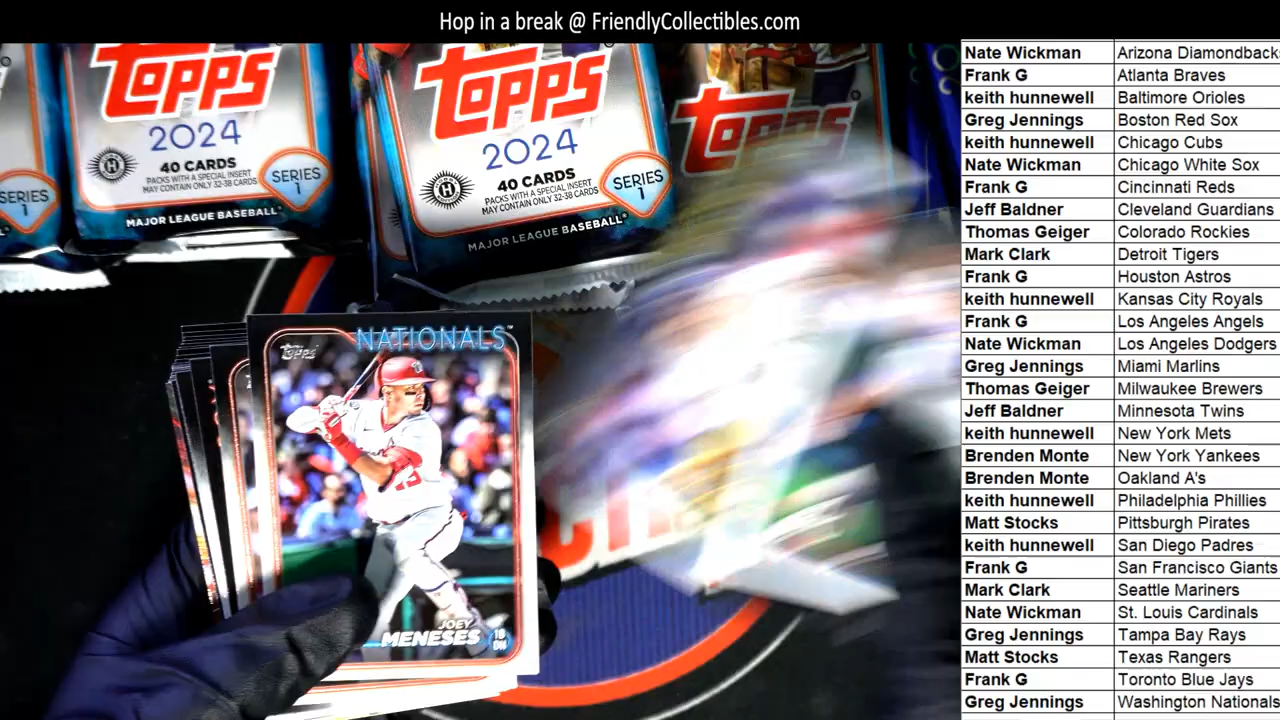 Hop in a break @ FriendlyCollectibles.com
TOPPS
2024
40 CARDS
PACKS WITH A SPECIAL INSERT
MAY CONTAIN ONLY 32-38 CARDS
SERIES
1
MAJOR LEAGUE BASEBALL
TOPPS
2024
40 CARDS
PACKS WITH A SPECIAL INSERT
MAY CONTAIN ONLY 32-38 CARDS
SERIES
1
MAJOR LEAGUE BASEBALL
TOPPS
SERIES
1
Topps
NATIONALS
JOEY
MENESES
1B
DH
Nate Wickman Arizona Diamondbacks
Frank G Atlanta Braves
keith hunnewell Baltimore Orioles
Greg Jennings Boston Red Sox
keith hunnewell Chicago Cubs
Nate Wickman Chicago White Sox
Frank G Cincinnati Reds
Jeff Baldner Cleveland Guardians
Thomas Geiger Colorado Rockies
Mark Clark Detroit Tigers
Frank G Houston Astros
keith hunnewell Kansas City Royals
Frank G Los Angeles Angels
Nate Wickman Los Angeles Dodgers
Greg Jennings Miami Marlins
Thomas Geiger Milwaukee Brewers
Jeff Baldner Minnesota Twins
keith hunnewell New York Mets
Brenden Monte New York Yankees
Brenden Monte Oakland A's
keith hunnewell Philadelphia Phillies
Matt Stocks Pittsburgh Pirates
keith hunnewell San Diego Padres
Frank G San Francisco Giants
Mark Clark Seattle Mariners
Nate Wickman St. Louis Cardinals
Greg Jennings Tampa Bay Rays
Matt Stocks Texas Rangers
Frank G Toronto Blue Jays
Greg Jennings Washington Nationals